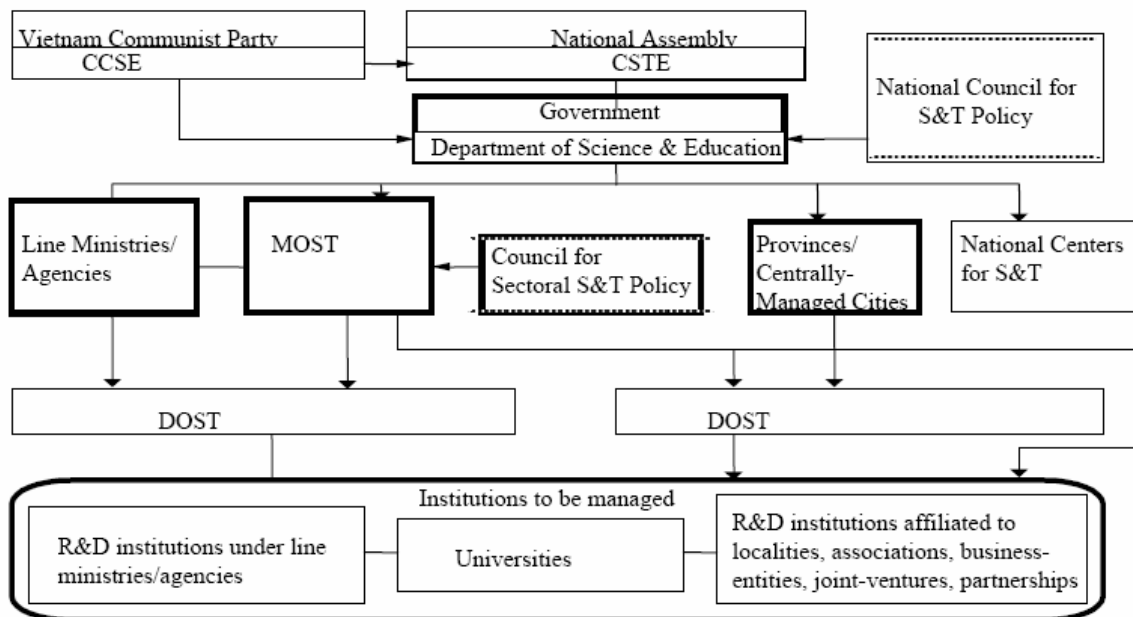 Vietnam Communist Party
CCSE
National Assembly
CSTE
National Council for
S&T Policy
Government
Department of Science & Education
Line Ministries/
Agencies
MOST
Council for
Sectoral S&T Policy
Provinces/
Centrally-
Managed Cities
National Centers
for S&T
DOST
DOST
Institutions to be managed
R&D institutions under line
ministries/agencies
Universities
R&D institutions affiliated to
localities, associations, business-
entities, joint-ventures, partnerships